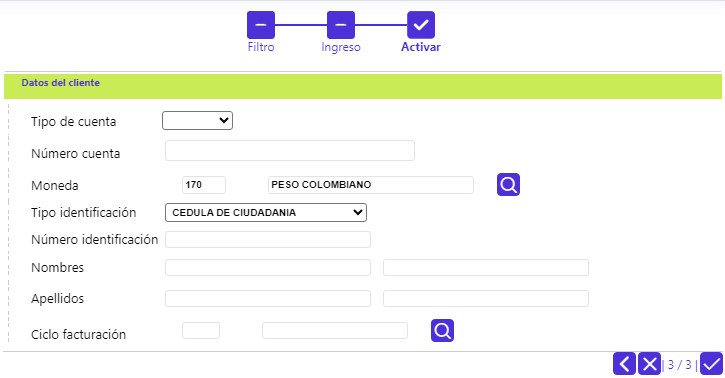 Filtro Ingreso Activar
Datos del cliente
Tipo de cuenta
Número cuenta
Moneda 170 PESO COLOMBIANO
Tipo identificación CEDULA DE CIUDADANIA
Número identificación
Nombres
Apellidos
Ciclo facturación
| 3 / 3 |